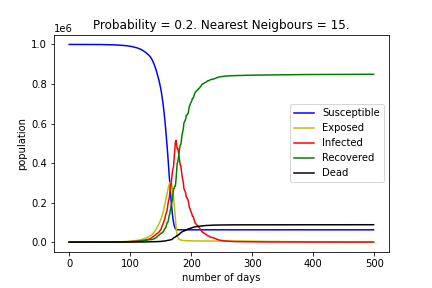 Probability = 0.2. Nearest Neigbours = 15.
1e6
1.0
0.8
0.6
0.4
0.2
0.0
population
Susceptible
Exposed
Infected
Recovered
Dead
0 100 200 300 400 500
number of days